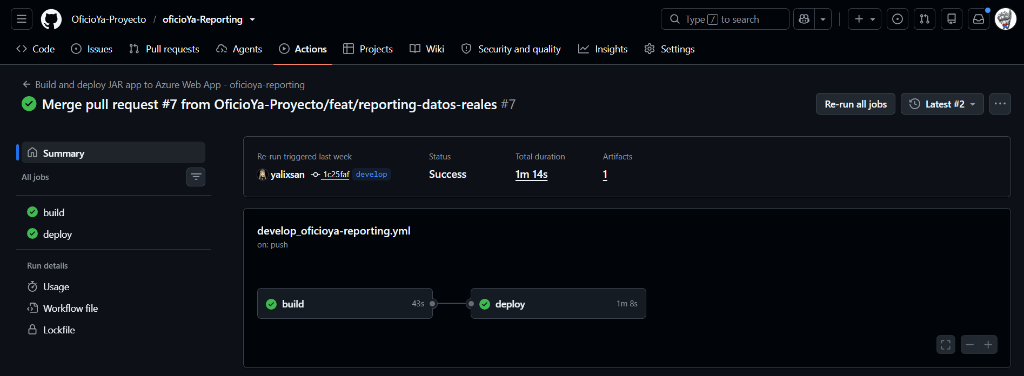 OficioYa-Proyecto / oficioYa-Reporting
Type / to search
Code Issues Pull requests Agents Actions Projects Wiki Security and quality Insights Settings
← Build and deploy JAR app to Azure Web App - oficioya-reporting
Merge pull request #7 from OficioYa-Proyecto/feat/reporting-datos-reales #7
Re-run all jobs
Latest #2
Summary
All jobs
build
deploy
Run details
Usage
Workflow file
Lockfile
Re-run triggered last week Status Total duration Artifacts
yalixsan 1c25faf develop Success 1m 14s 1
develop_oficioya-reporting.yml
on: push
build 43s deploy 1m 8s